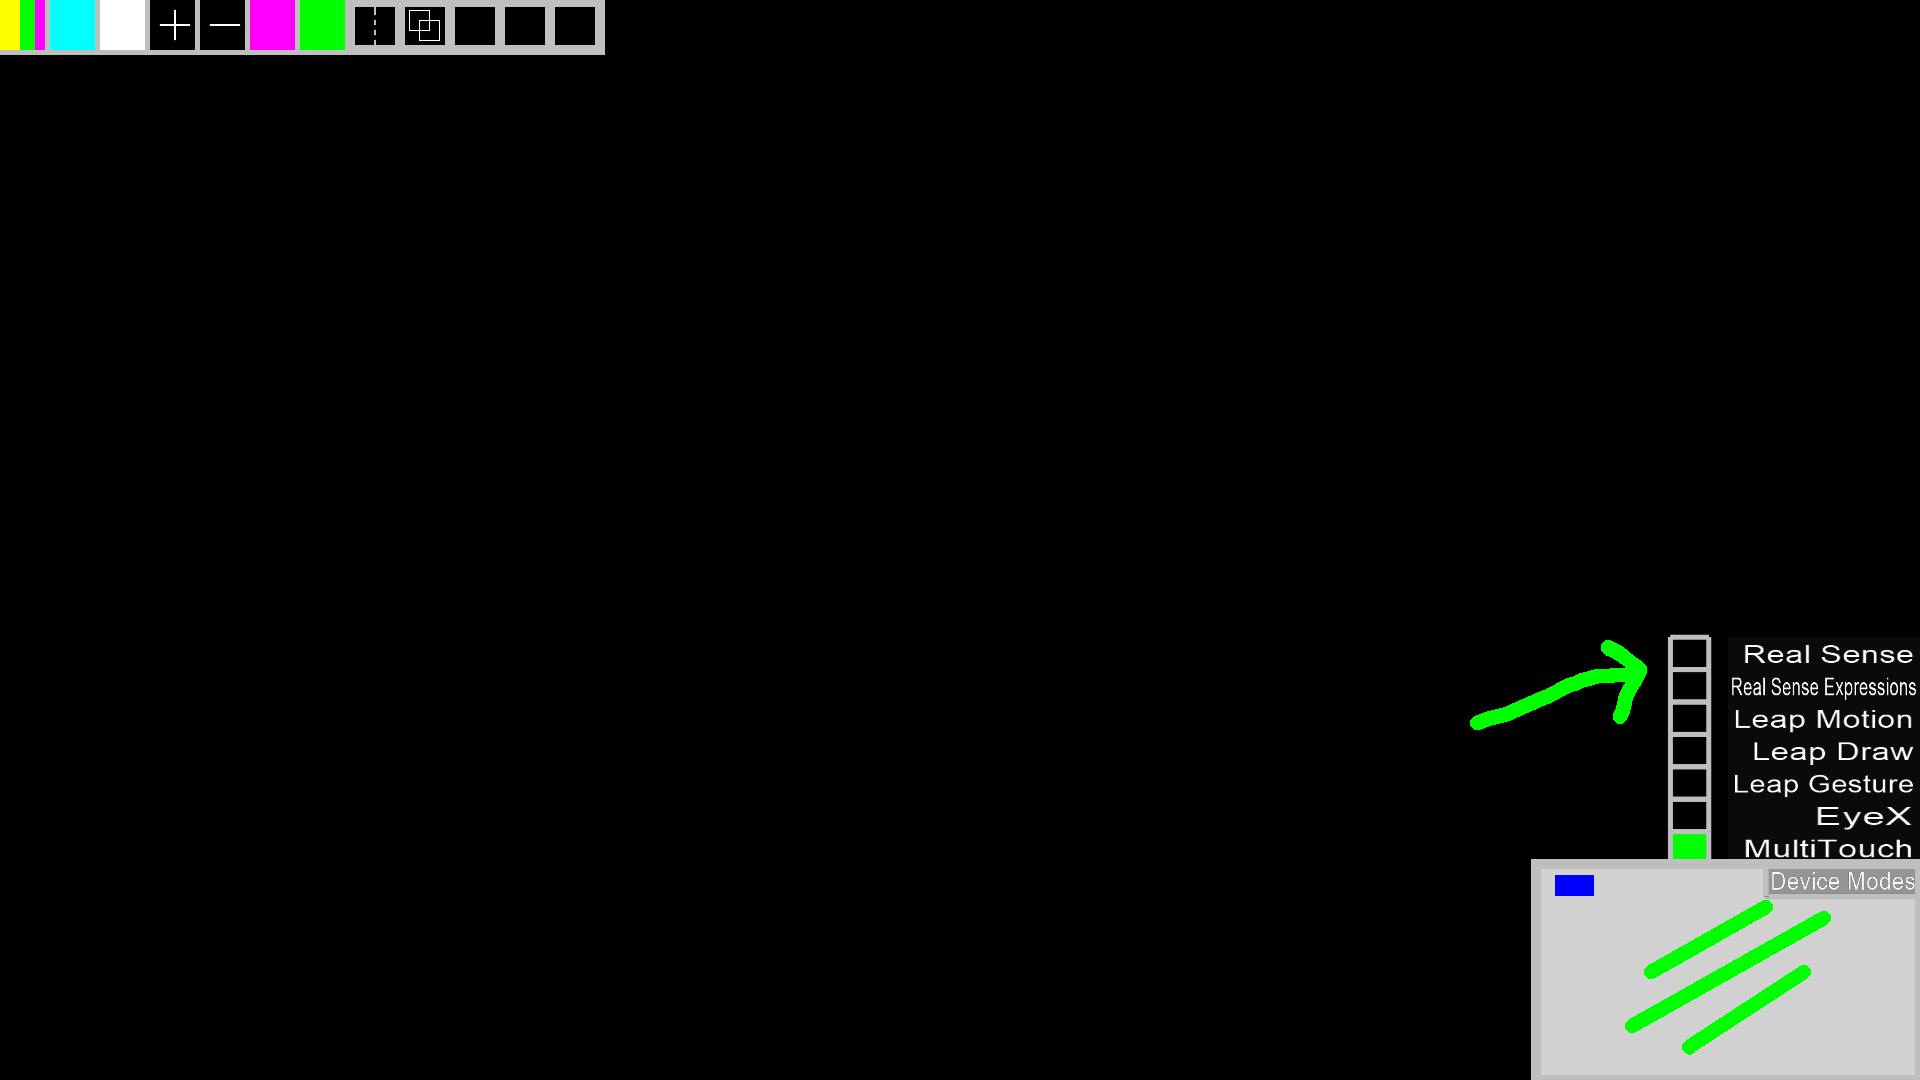 Real Sense
Real Sense Expressions
Leap Motion
Leap Draw
Leap Gesture
EyeX
MultiTouch
Device Modes